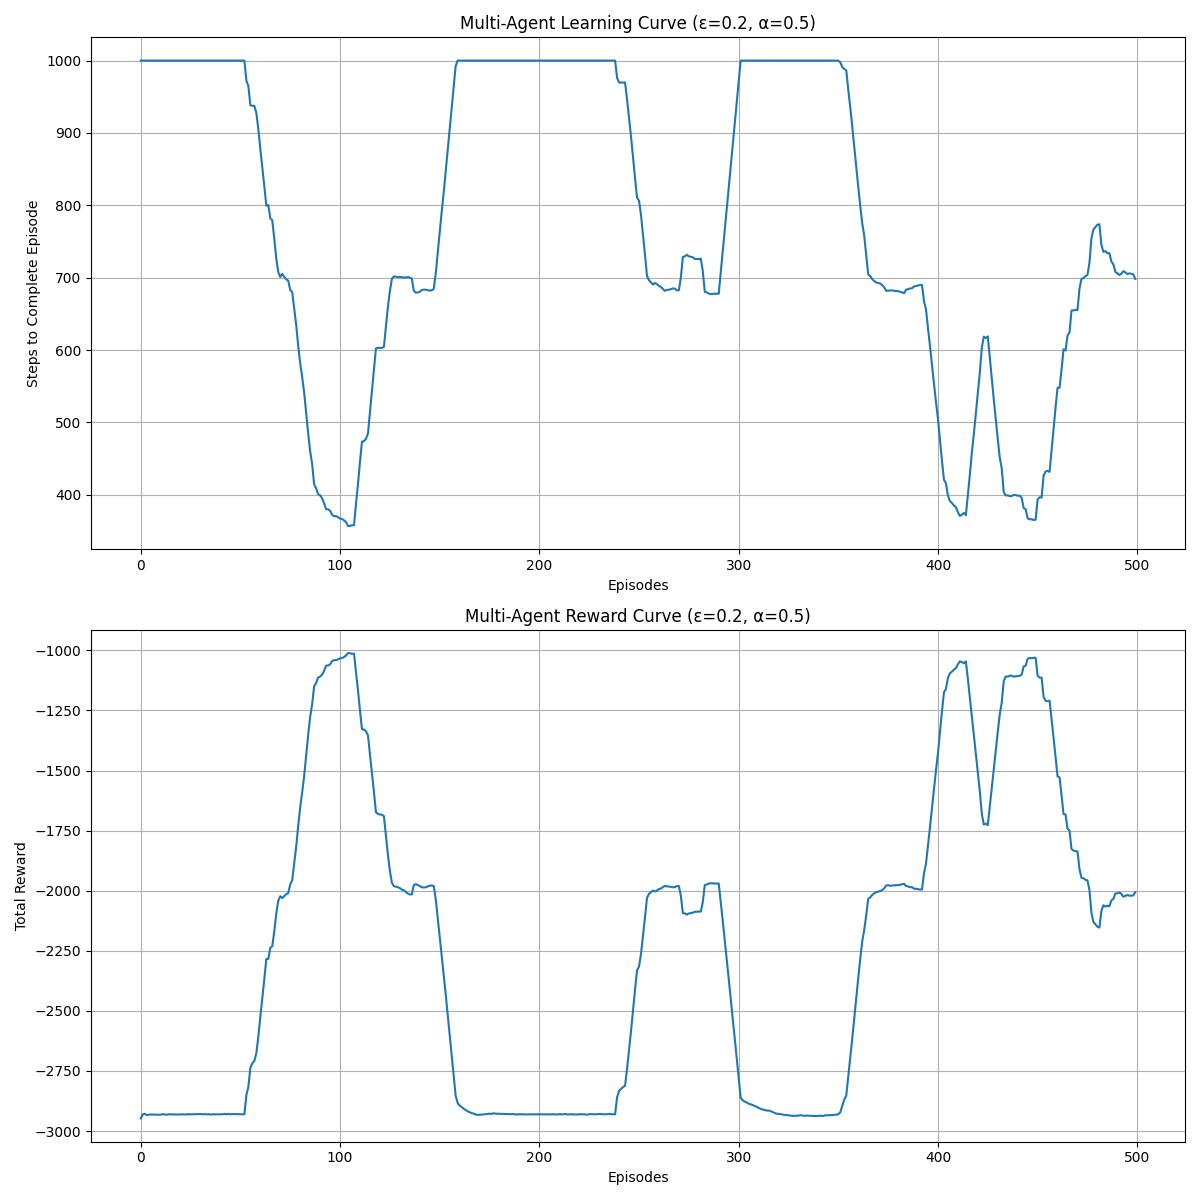 Multi-Agent Learning Curve (ε=0.2, α=0.5)
Steps to Complete Episode
1000
900
800
700
600
500
400
0 100 200 300 400 500
Episodes
Multi-Agent Reward Curve (ε=0.2, α=0.5)
Total Reward
−1000
−1250
−1500
−1750
−2000
−2250
−2500
−2750
−3000
0 100 200 300 400 500
Episodes